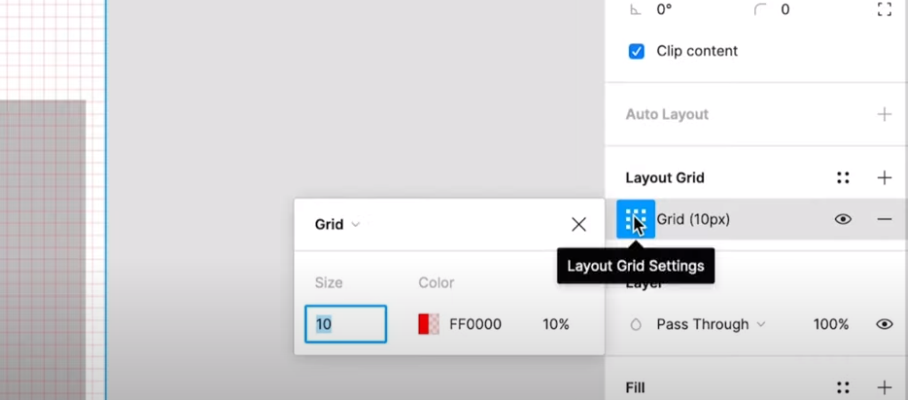 0°
0
Clip content
Auto Layout
Layout Grid
Grid (10px)
Grid
Layout Grid Settings
Size
Color
10
FF0000
10%
Layer
Pass Through
100%
Fill